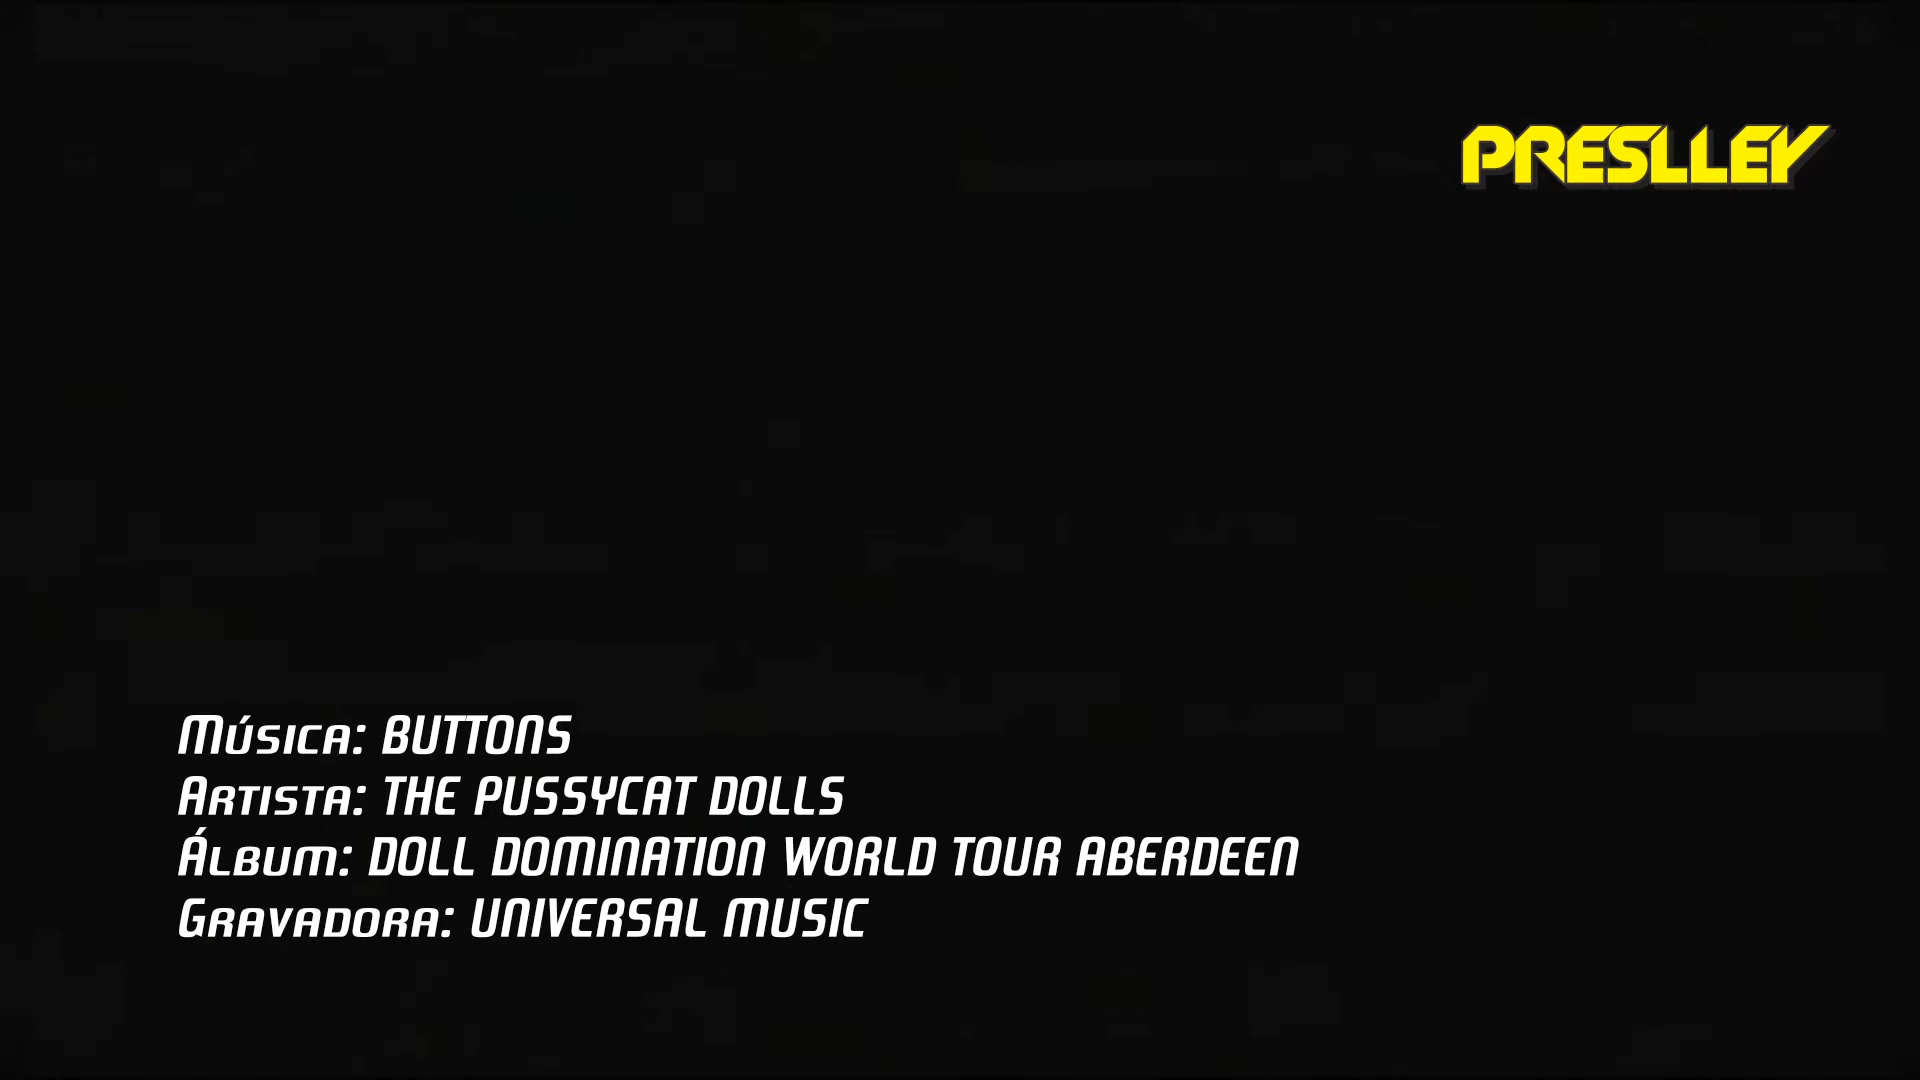 PRESLLEY
Música: BUTTONS
Artista: THE PUSSYCAT DOLLS
Álbum: DOLL DOMINATION WORLD TOUR ABERDEEN
Gravadora: UNIVERSAL MUSIC